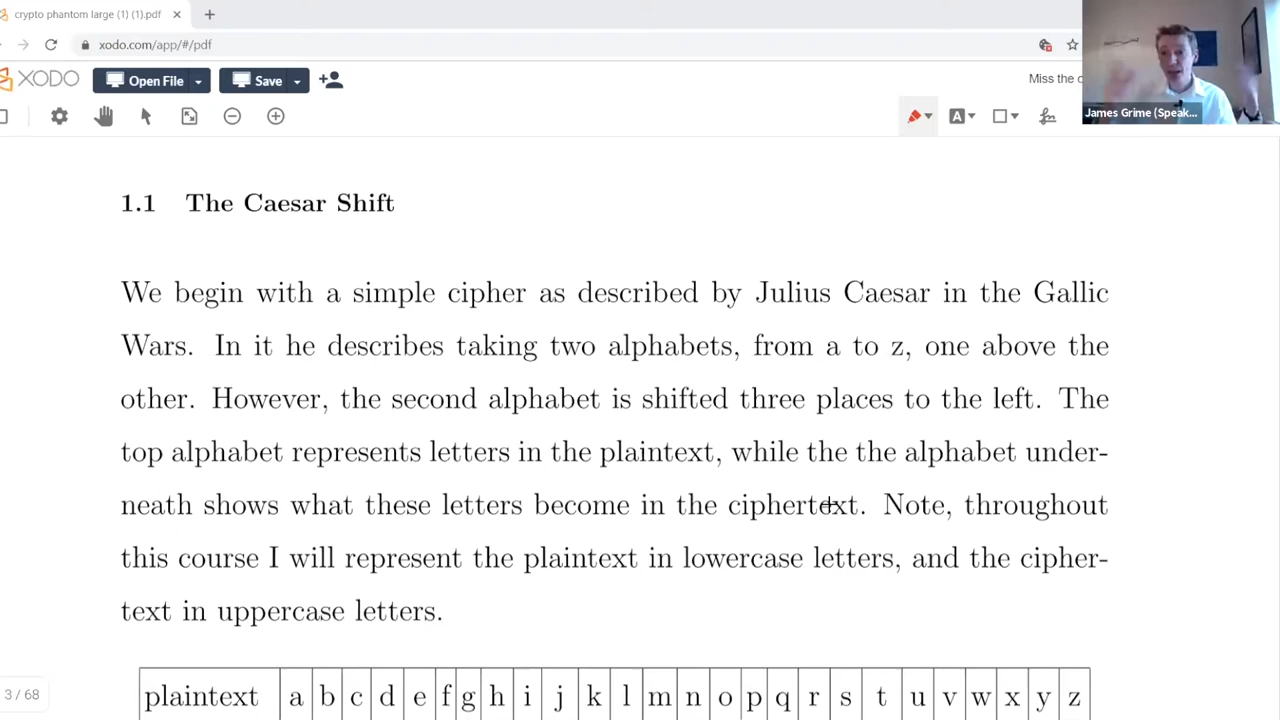 crypto phantom large (1) (1).pdf
xodo.com/app/#/pdf
XODO
Open File
Save
Miss the
James Grime (Speak...
1.1 The Caesar Shift
We begin with a simple cipher as described by Julius Caesar in the Gallic
Wars. In it he describes taking two alphabets, from a to z, one above the
other. However, the second alphabet is shifted three places to the left. The
top alphabet represents letters in the plaintext, while the the alphabet under-
neath shows what these letters become in the ciphertext. Note, throughout
this course I will represent the plaintext in lowercase letters, and the cipher-
text in uppercase letters.
plaintext a b c d e f g h i j k l m n o p q r s t u v w x y z
3 / 68